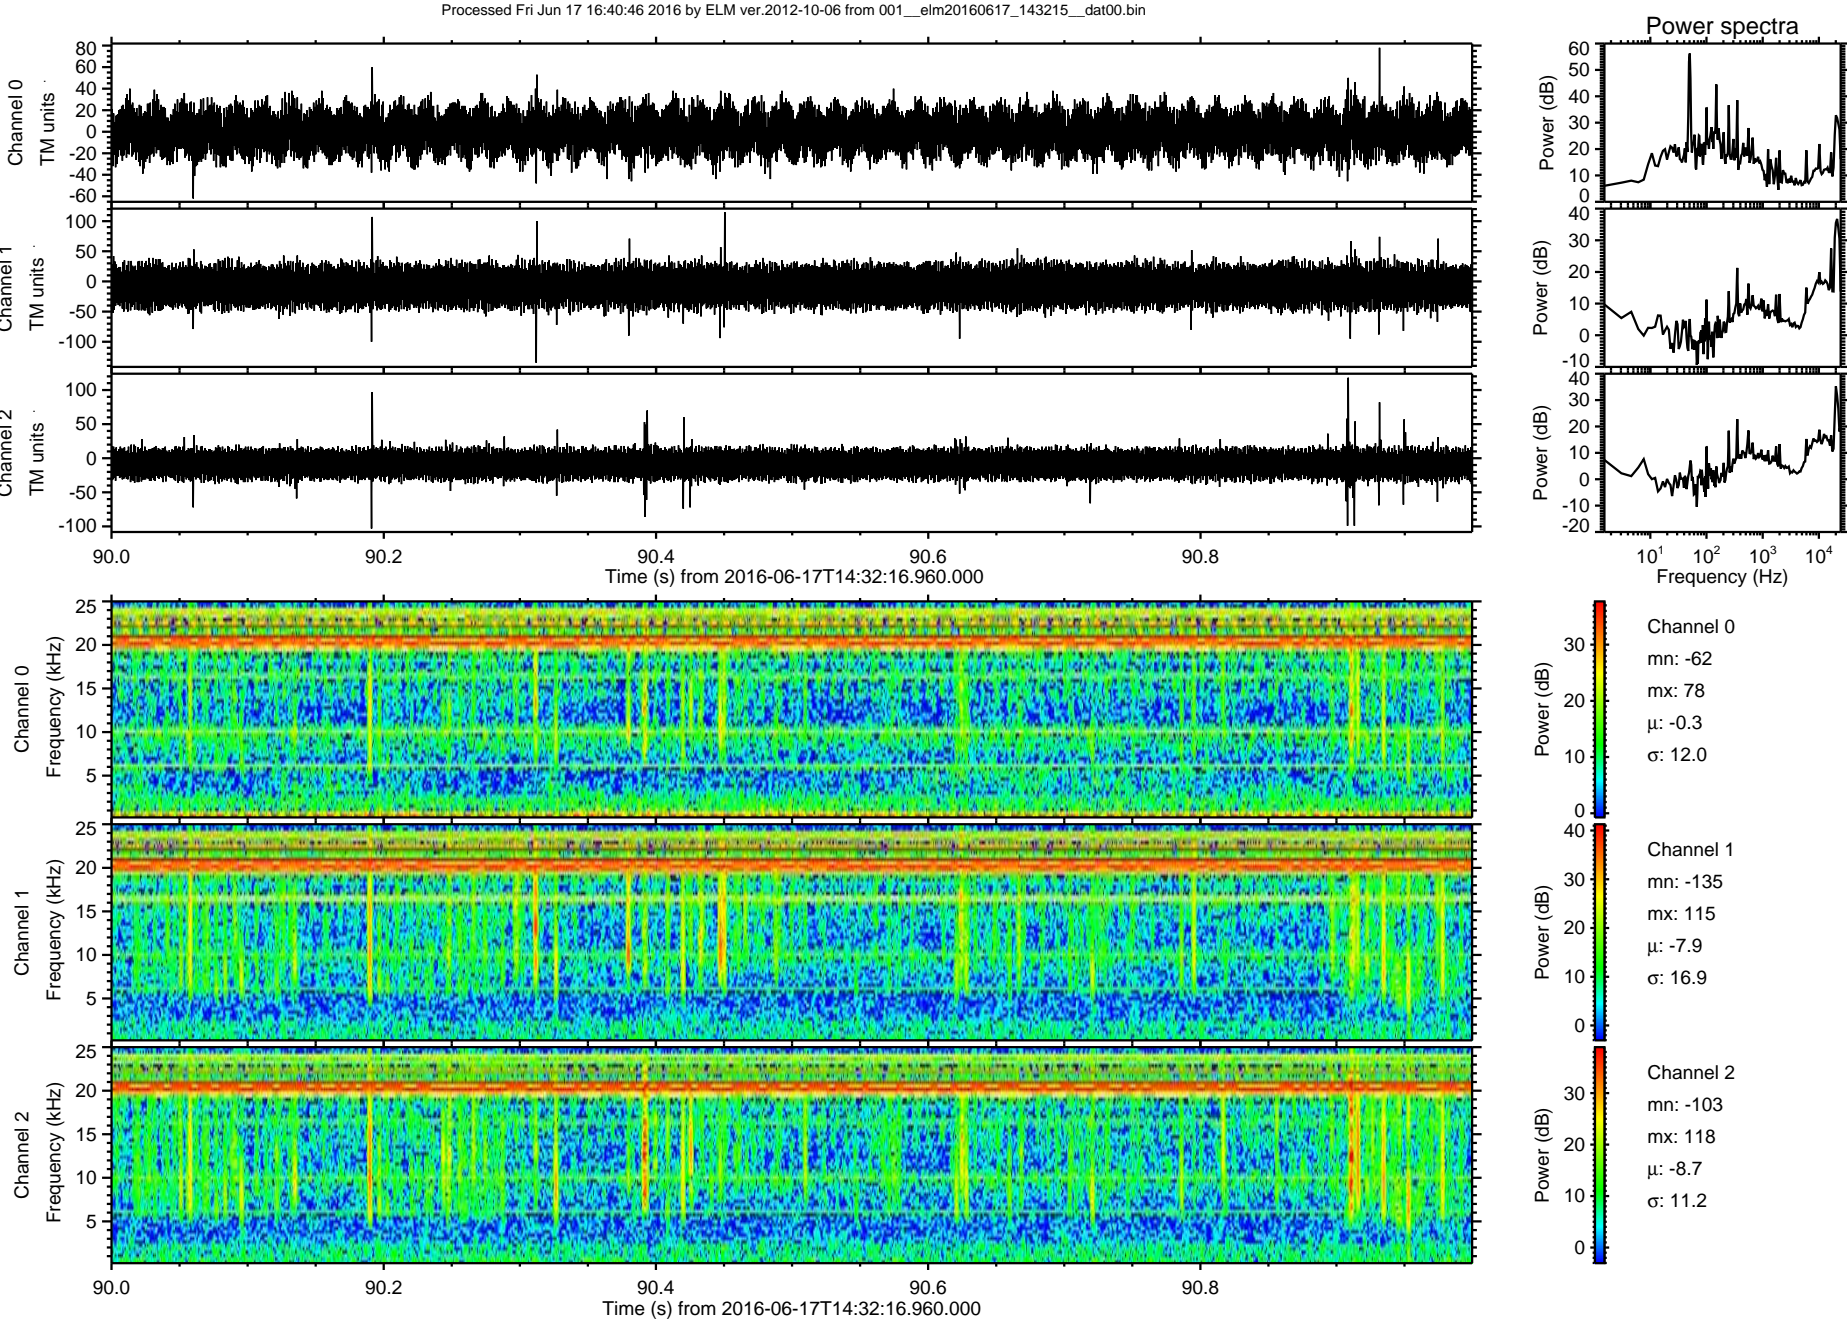 Processed Fri Jun 17 16:40:46 2016 by ELM ver.2012-10-06 from 001__elm20160617_143215__dat00.bin
Power spectra
Channel 0
TM units
80
60
40
20
0
-20
-40
-60
Power (dB)
60
50
40
30
20
10
0
Channel 1
TM units
100
50
0
-50
-100
Power (dB)
40
30
20
10
0
-10
Channel 2
TM units
100
50
0
-50
-100
Power (dB)
40
30
20
10
0
-10
-20
90.0 90.2 90.4 90.6 90.8
Time (s) from 2016-06-17T14:32:16.960.000
10¹ 10² 10³ 10⁴
Frequency (Hz)
Channel 0
Frequency (kHz)
25
20
15
10
5
Power (dB)
30
20
10
0
Channel 0
mn: -62
mx: 78
μ: -0.3
σ: 12.0
Channel 1
Frequency (kHz)
25
20
15
10
5
Power (dB)
40
30
20
10
0
Channel 1
mn: -135
mx: 115
μ: -7.9
σ: 16.9
Channel 2
Frequency (kHz)
25
20
15
10
5
Power (dB)
30
20
10
0
Channel 2
mn: -103
mx: 118
μ: -8.7
σ: 11.2
90.0 90.2 90.4 90.6 90.8
Time (s) from 2016-06-17T14:32:16.960.000